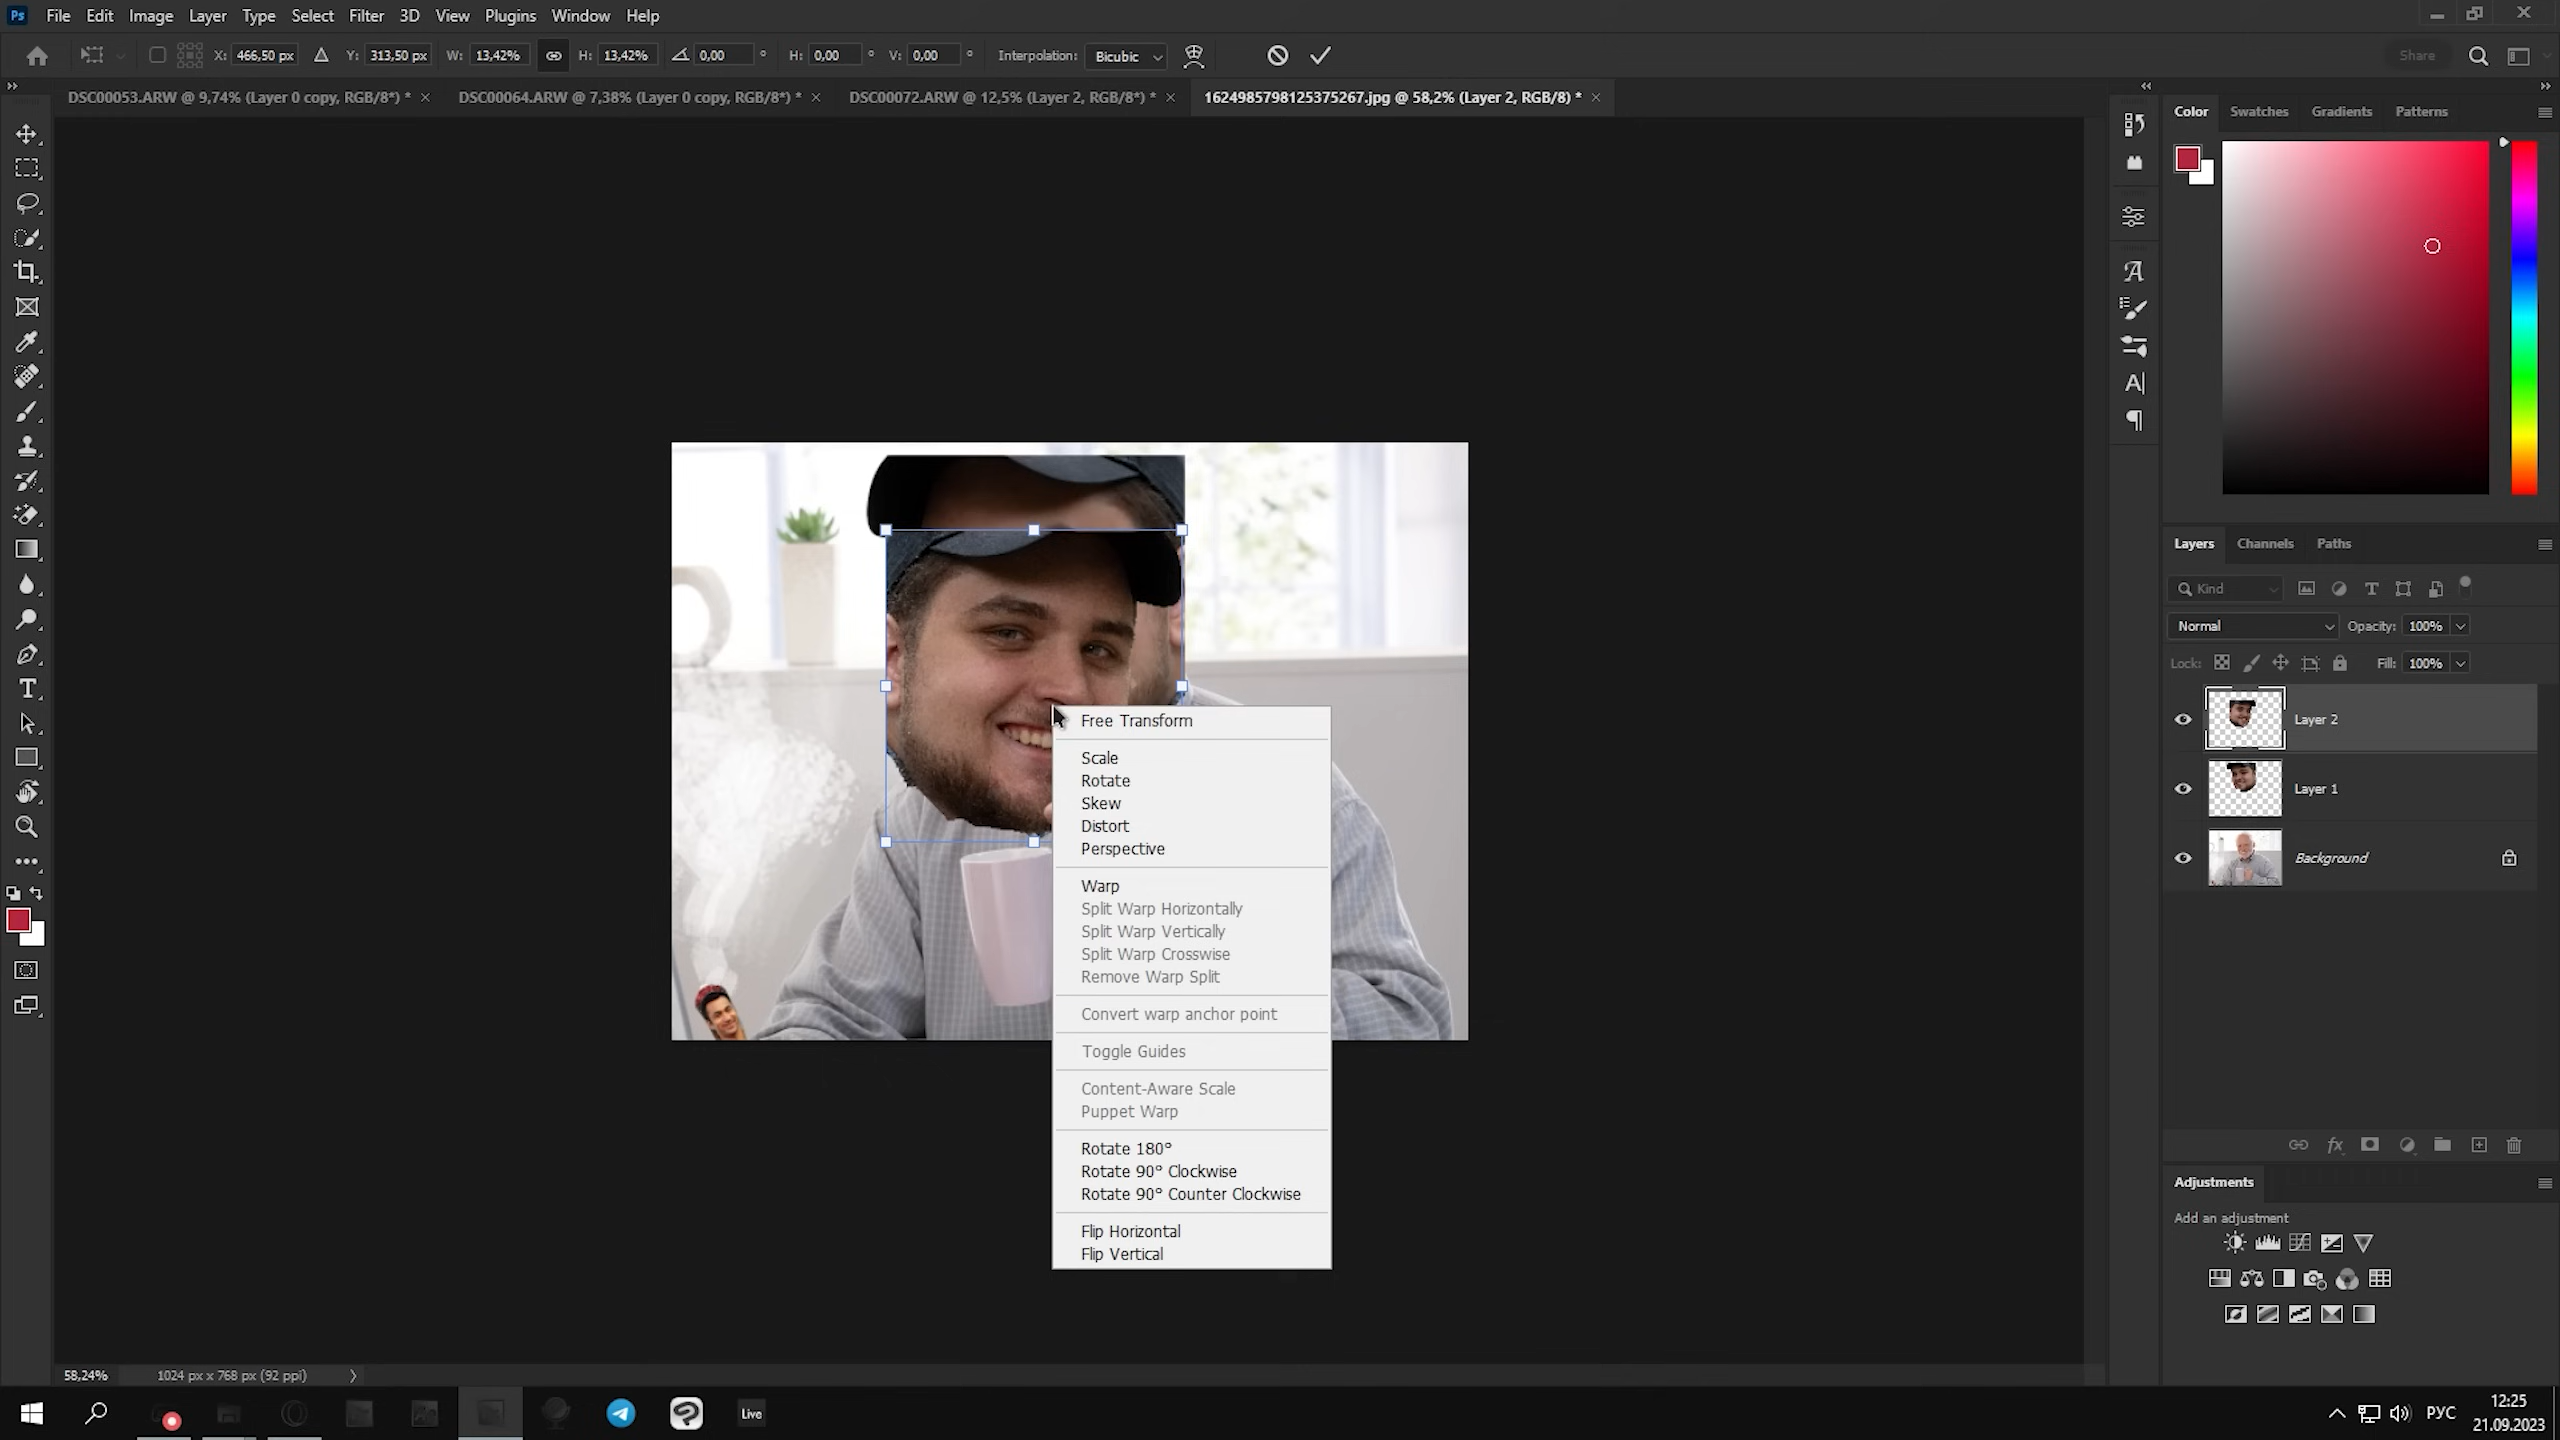 Ps File Edit Image Layer Type Select Filter 3D View Plugins Window Help
X: 466,50 px Y: 313,50 px W: 13,42% H: 13,42% 0,00 ° H: 0,00 ° V: 0,00 ° Interpolation: Bicubic Share
DSC00053.ARW @ 9,74% (Layer 0 copy, RGB/8*) * DSC00064.ARW @ 7,38% (Layer 0 copy, RGB/8*) * DSC00072.ARW @ 12,5% (Layer 2, RGB/8*) * 1624985798125375267.jpg @ 58,2% (Layer 2, RGB/8) *
Color Swatches Gradients Patterns
Layers Channels Paths
Kind
Normal Opacity: 100%
Lock: Fill: 100%
Layer 2
Layer 1
Background
Free Transform
Scale
Rotate
Skew
Distort
Perspective
Warp
Split Warp Horizontally
Split Warp Vertically
Split Warp Crosswise
Remove Warp Split
Convert warp anchor point
Toggle Guides
Content-Aware Scale
Puppet Warp
Rotate 180°
Rotate 90° Clockwise
Rotate 90° Counter Clockwise
Flip Horizontal
Flip Vertical
Adjustments
Add an adjustment
58,24% 1024 px x 768 px (92 ppi)
Live
РУС
12:25
21.09.2023